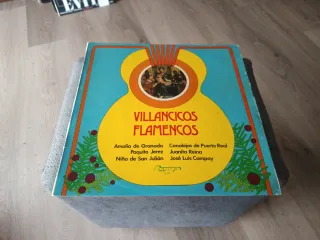 VILLANCICOS
FLAMENCOS
Amalia de Granada
Canalejas de Puerto Real
Paquito Jerez
Juanito Raya
Niño de San Julián
José Luis Campoy